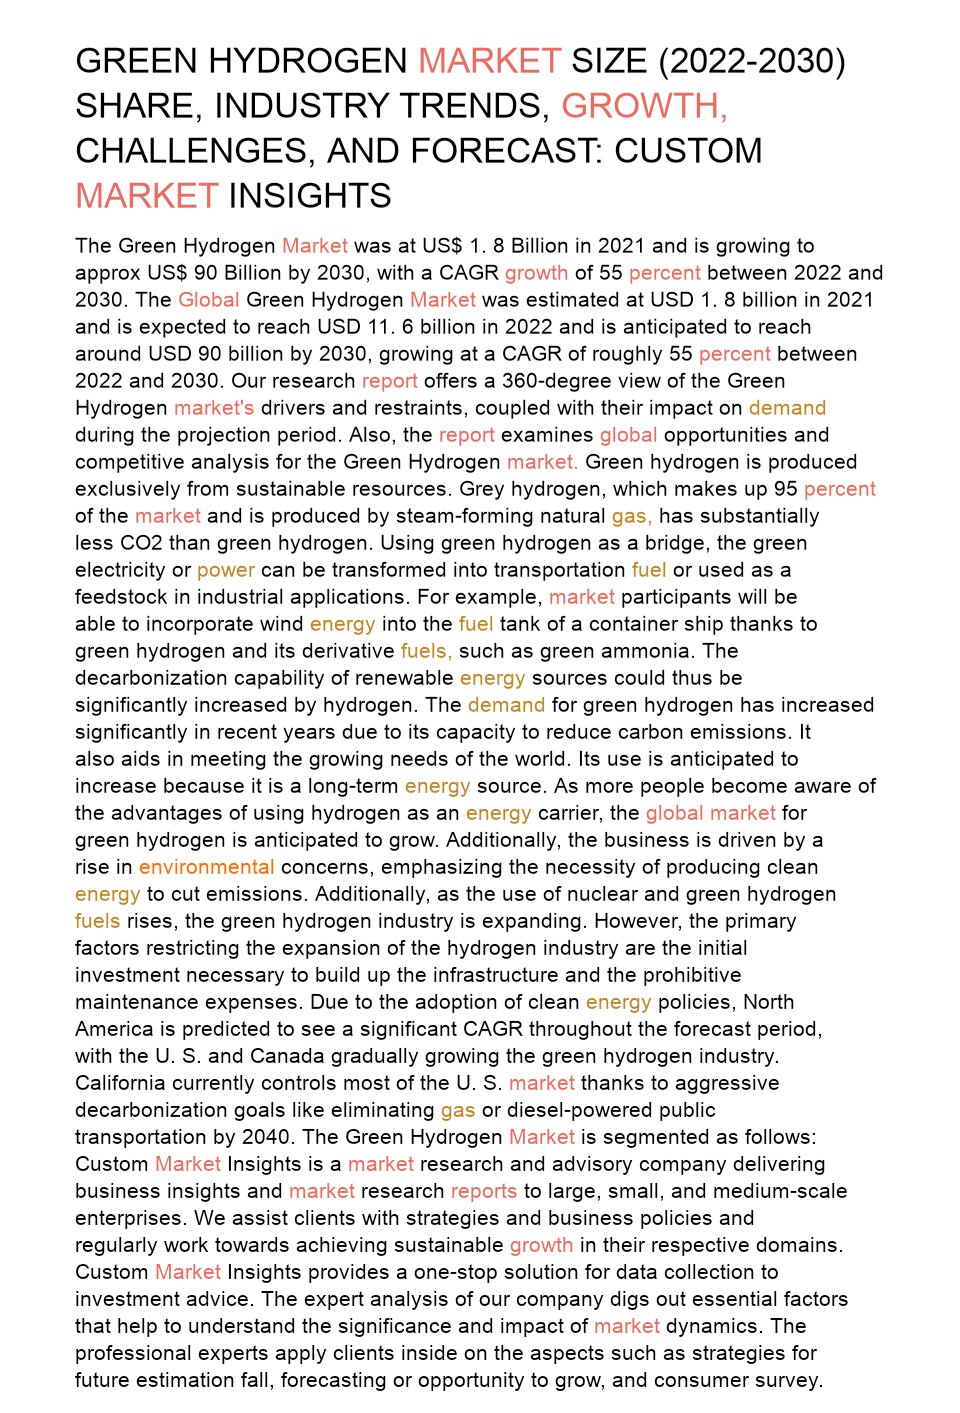 GREEN HYDROGEN MARKET SIZE (2022-2030)
SHARE, INDUSTRY TRENDS, GROWTH,
CHALLENGES, AND FORECAST: CUSTOM
MARKET INSIGHTS
The Green Hydrogen Market was at US$ 1. 8 Billion in 2021 and is growing to
approx US$ 90 Billion by 2030, with a CAGR growth of 55 percent between 2022 and
2030. The Global Green Hydrogen Market was estimated at USD 1. 8 billion in 2021
and is expected to reach USD 11. 6 billion in 2022 and is anticipated to reach
around USD 90 billion by 2030, growing at a CAGR of roughly 55 percent between
2022 and 2030. Our research report offers a 360-degree view of the Green
Hydrogen market's drivers and restraints, coupled with their impact on demand
during the projection period. Also, the report examines global opportunities and
competitive analysis for the Green Hydrogen market. Green hydrogen is produced
exclusively from sustainable resources. Grey hydrogen, which makes up 95 percent
of the market and is produced by steam-forming natural gas, has substantially
less CO2 than green hydrogen. Using green hydrogen as a bridge, the green
electricity or power can be transformed into transportation fuel or used as a
feedstock in industrial applications. For example, market participants will be
able to incorporate wind energy into the fuel tank of a container ship thanks to
green hydrogen and its derivative fuels, such as green ammonia. The
decarbonization capability of renewable energy sources could thus be
significantly increased by hydrogen. The demand for green hydrogen has increased
significantly in recent years due to its capacity to reduce carbon emissions. It
also aids in meeting the growing needs of the world. Its use is anticipated to
increase because it is a long-term energy source. As more people become aware of
the advantages of using hydrogen as an energy carrier, the global market for
green hydrogen is anticipated to grow. Additionally, the business is driven by a
rise in environmental concerns, emphasizing the necessity of producing clean
energy to cut emissions. Additionally, as the use of nuclear and green hydrogen
fuels rises, the green hydrogen industry is expanding. However, the primary
factors restricting the expansion of the hydrogen industry are the initial
investment necessary to build up the infrastructure and the prohibitive
maintenance expenses. Due to the adoption of clean energy policies, North
America is predicted to see a significant CAGR throughout the forecast period,
with the U. S. and Canada gradually growing the green hydrogen industry.
California currently controls most of the U. S. market thanks to aggressive
decarbonization goals like eliminating gas or diesel-powered public
transportation by 2040. The Green Hydrogen Market is segmented as follows:
Custom Market Insights is a market research and advisory company delivering
business insights and market research reports to large, small, and medium-scale
enterprises. We assist clients with strategies and business policies and
regularly work towards achieving sustainable growth in their respective domains.
Custom Market Insights provides a one-stop solution for data collection to
investment advice. The expert analysis of our company digs out essential factors
that help to understand the significance and impact of market dynamics. The
professional experts apply clients inside on the aspects such as strategies for
future estimation fall, forecasting or opportunity to grow, and consumer survey.